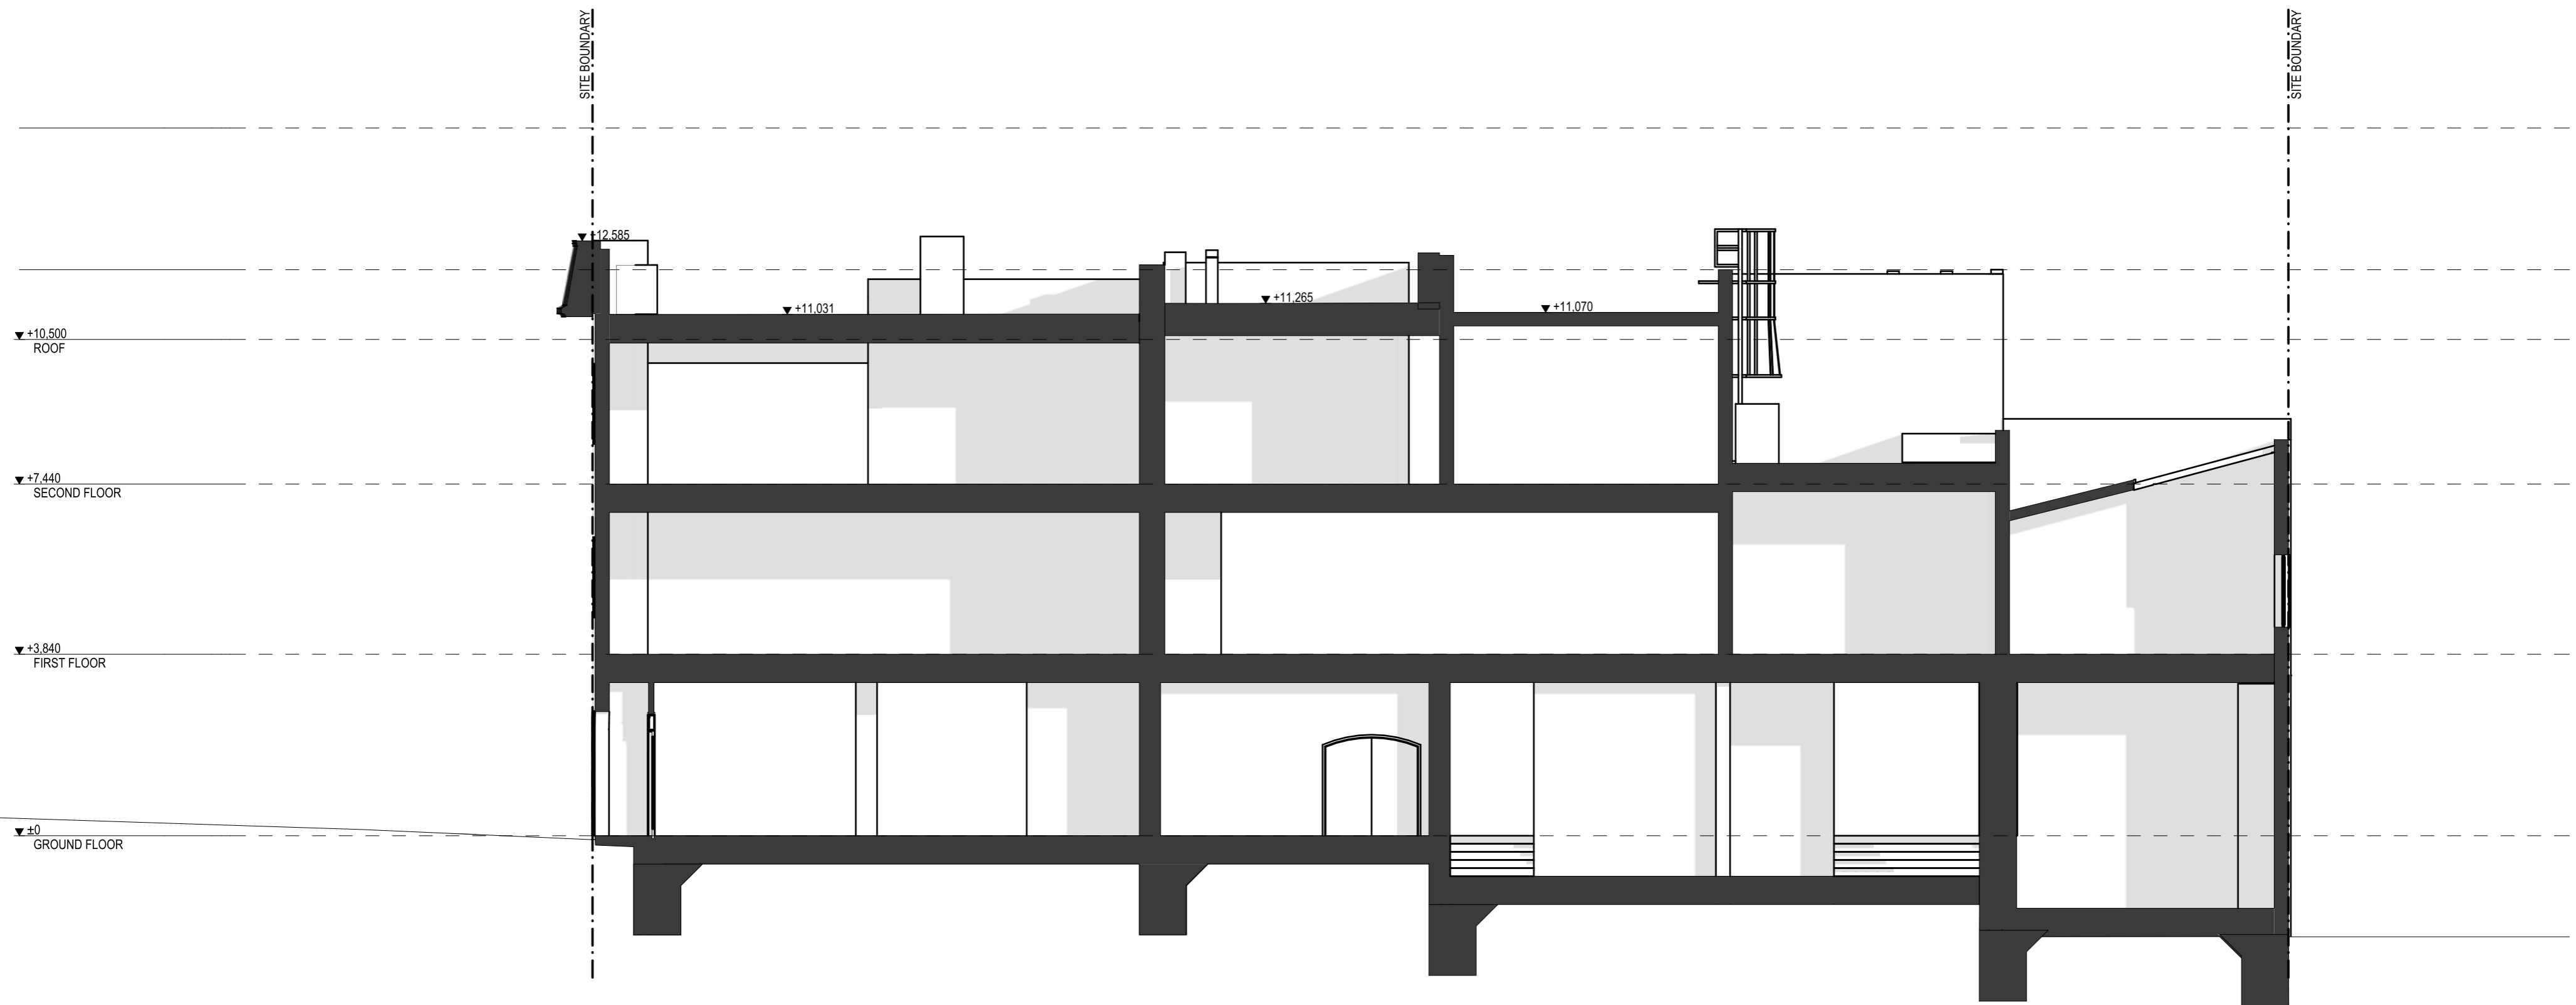 SITE BOUNDARY
SITE BOUNDARY
+12,585
+11,031
+11,265
+11,070
+10,500
ROOF
+7,440
SECOND FLOOR
+3,840
FIRST FLOOR
±0
GROUND FLOOR